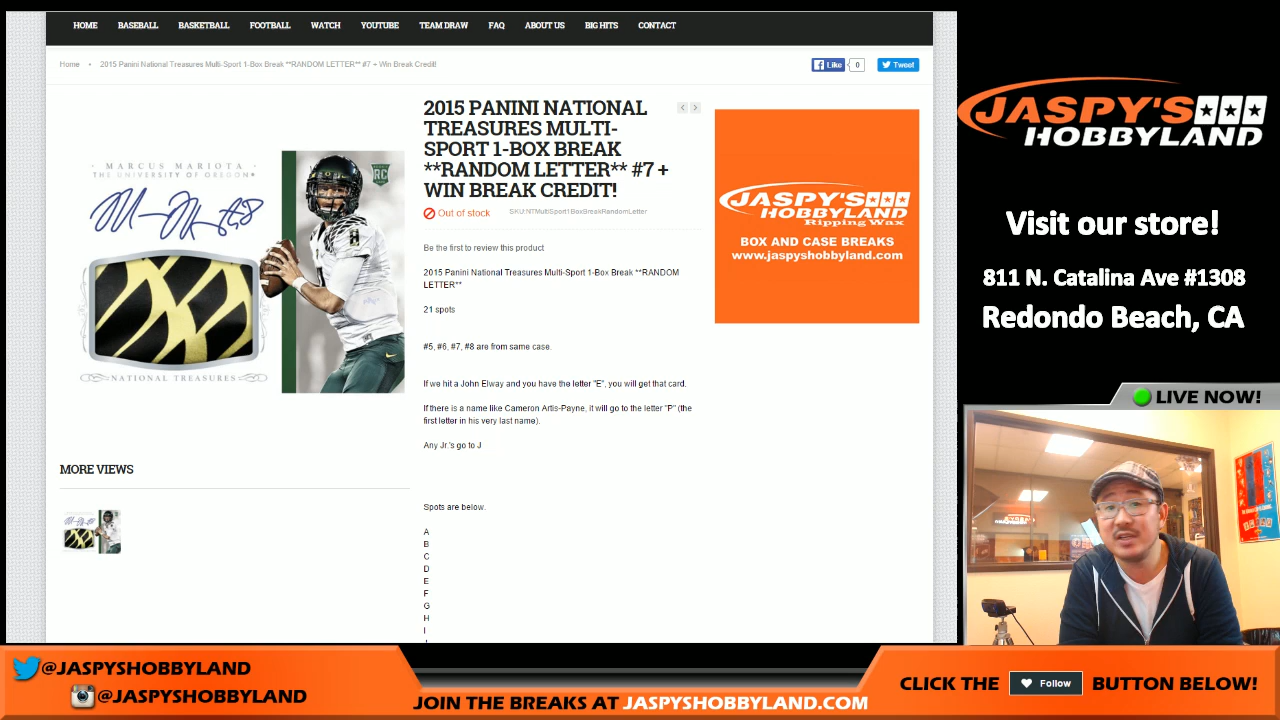 HOME BASEBALL BASKETBALL FOOTBALL WATCH YOUTUBE TEAM DRAW FAQ ABOUT US BIG HITS CONTACT
Home • 2015 Panini National Treasures Multi-Sport 1-Box Break **RANDOM LETTER** #7 + Win Break Credit!
Like 0 Tweet
2015 PANINI NATIONAL
TREASURES MULTI-
SPORT 1-BOX BREAK
**RANDOM LETTER** #7 +
WIN BREAK CREDIT!
Out of stock SKU:NTMultiSport1BoxBreakRandomLetter
Be the first to review this product
2015 Panini National Treasures Multi-Sport 1-Box Break **RANDOM
LETTER**
21 spots
#5, #6, #7, #8 are from same case.
If we hit a John Elway and you have the letter "E", you will get that card.
If there is a name like Cameron Artis-Payne, it will go to the letter "P" (the
first letter in his very last name).
Any Jr.'s go to J
Spots are below.
A
B
C
D
E
F
G
H
I
· MARCUS MARIOTA ·
THE UNIVERSITY OF OREGON
RC
NATIONAL TREASURES
MORE VIEWS
JASPY'S
HOBBYLAND
Ripping Wax
BOX AND CASE BREAKS
www.jaspyshobbyland.com
JASPY'S
HOBBYLAND
Visit our store!
811 N. Catalina Ave #1308
Redondo Beach, CA
LIVE NOW!
@JASPYSHOBBYLAND
@JASPYSHOBBYLAND
JOIN THE BREAKS AT JASPYSHOBBYLAND.COM
CLICK THE Follow BUTTON BELOW!